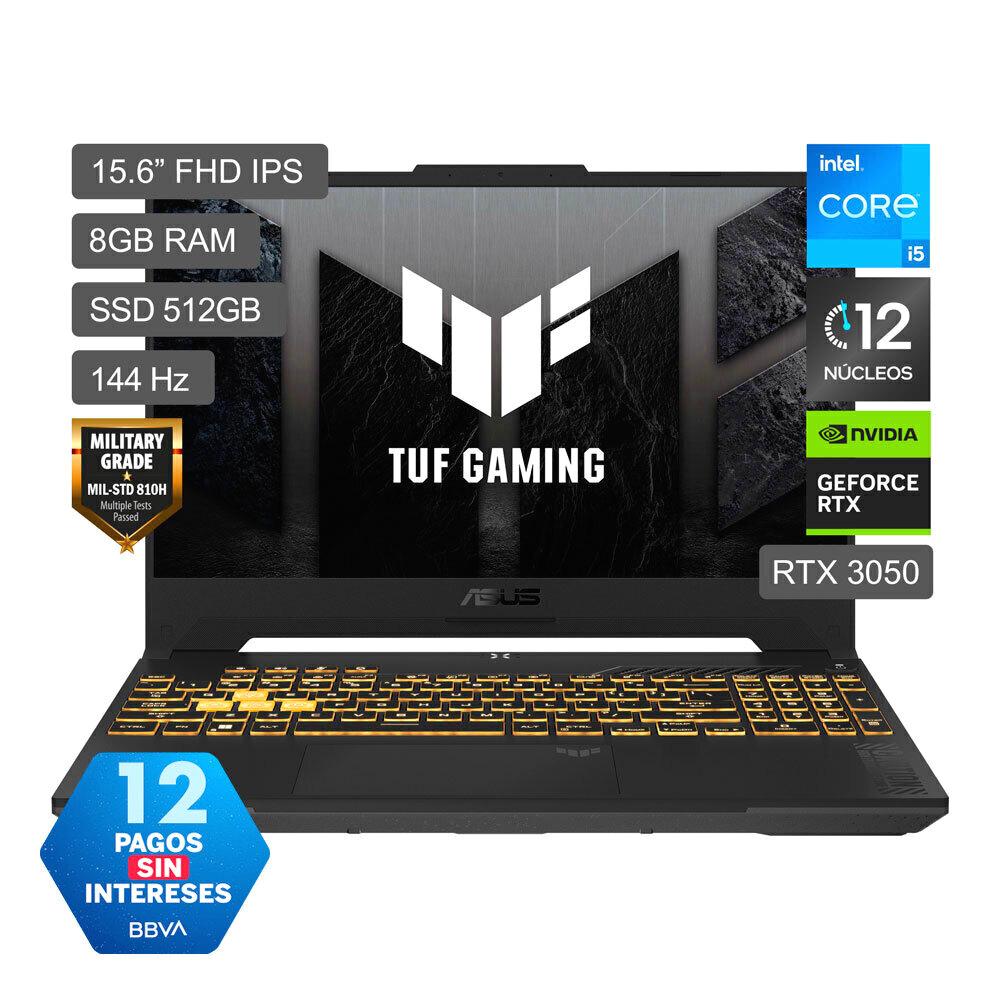 15.6” FHD IPS
8GB RAM
SSD 512GB
144 Hz
MILITARY
GRADE
MIL-STD 810H
Multiple Tests
Passed
TUF GAMING
ASUS
intel.
CORE
i5
12
NÚCLEOS
NVIDIA
GEFORCE
RTX
RTX 3050
12
PAGOS
SIN
INTERESES
BBVA